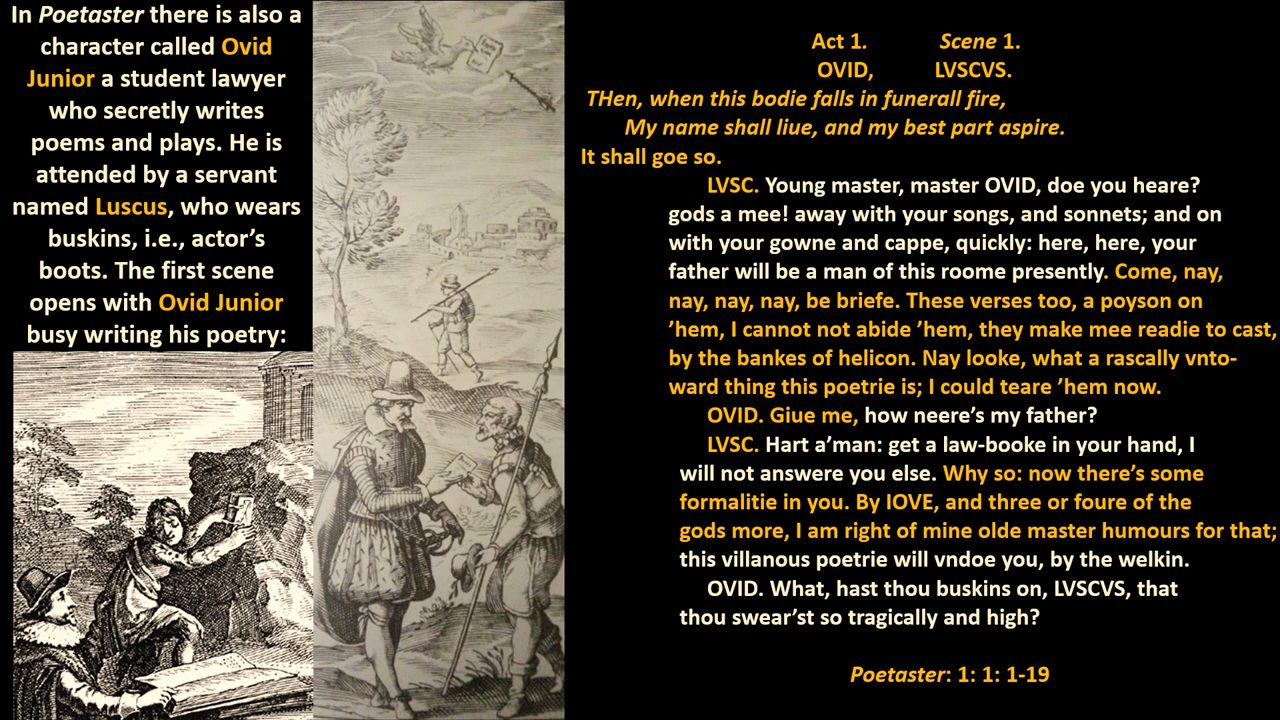 In Poetaster there is also a
character called Ovid
Junior a student lawyer
who secretly writes
poems and plays. He is
attended by a servant
named Luscus, who wears
buskins, i.e., actor’s
boots. The first scene
opens with Ovid Junior
busy writing his poetry:
Act 1. Scene 1.
OVID, LVSCVS.
THen, when this bodie falls in funerall fire,
My name shall liue, and my best part aspire.
It shall goe so.
LVSC. Young master, master OVID, doe you heare?
gods a mee! away with your songs, and sonnets; and on
with your gowne and cappe, quickly: here, here, your
father will be a man of this roome presently. Come, nay,
nay, nay, nay, be briefe. These verses too, a poyson on
’hem, I cannot not abide ’hem, they make mee readie to cast,
by the bankes of helicon. Nay looke, what a rascally vnto-
ward thing this poetrie is; I could teare ’hem now.
OVID. Giue me, how neere’s my father?
LVSC. Hart a’man: get a law-booke in your hand, I
will not answere you else. Why so: now there’s some
formalitie in you. By IOVE, and three or foure of the
gods more, I am right of mine olde master humours for that;
this villanous poetrie will vndoe you, by the welkin.
OVID. What, hast thou buskins on, LVSCVS, that
thou swear’st so tragically and high?
Poetaster: 1: 1: 1-19